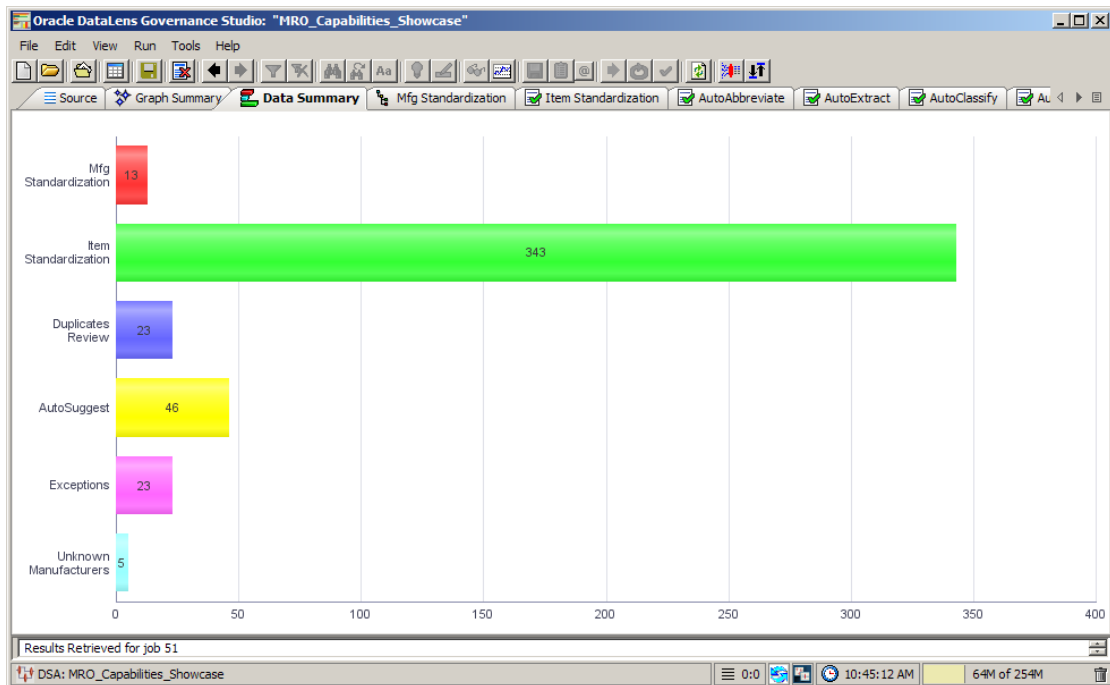 Oracle DataLens Governance Studio: "MRO_Capabilities_Showcase"
File Edit View Run Tools Help
Aa @
Source Graph Summary Data Summary Mfg Standardization Item Standardization AutoAbbreviate AutoExtract AutoClassify Au
Mfg
Standardization
13
Item
Standardization
343
Duplicates
Review
23
AutoSuggest
46
Exceptions
23
Unknown
Manufacturers
5
0 50 100 150 200 250 300 350 400
Results Retrieved for job 51
DSA: MRO_Capabilities_Showcase 0:0 10:45:12 AM 64M of 254M